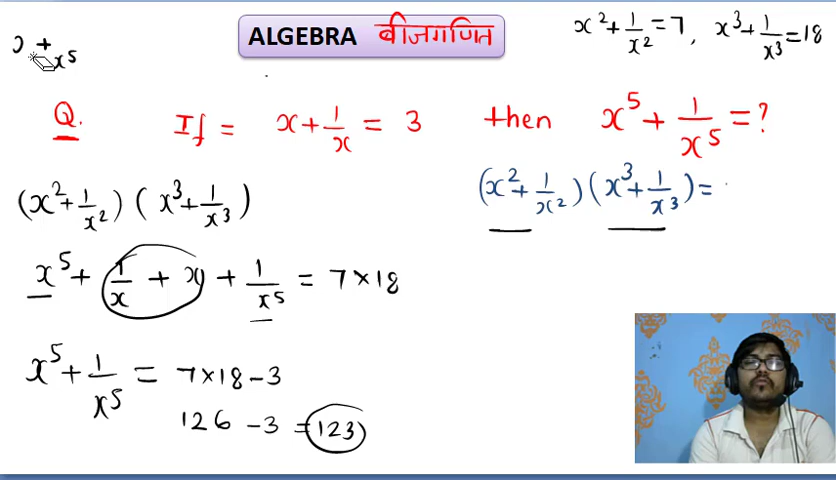 ALGEBRA बीजगणित
x² + 1/x² = 7, x³ + 1/x³ = 18
+ x⁵
Q. If = x + 1/x = 3 then x⁵ + 1/x⁵ = ?
(x² + 1/x²) (x³ + 1/x³)
(x² + 1/x²) (x³ + 1/x³) =
x⁵ + 1/x + x + 1/x⁵ = 7 × 18
x⁵ + 1/x⁵ = 7 × 18 – 3
126 – 3 = 123